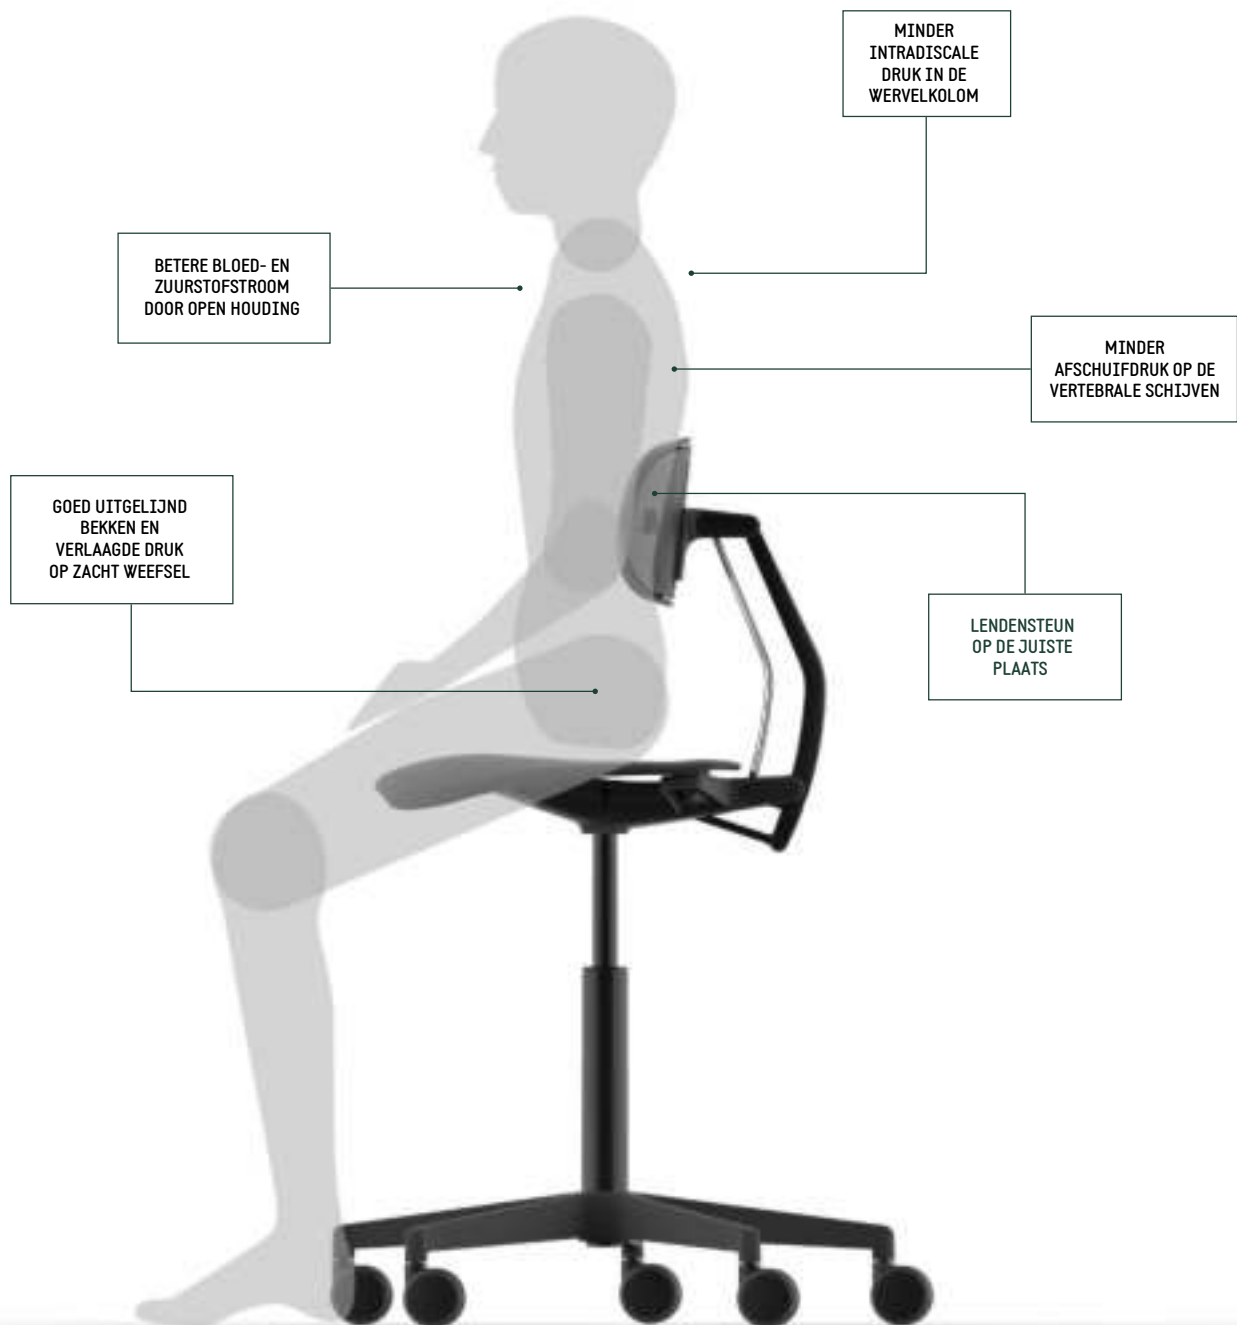 MINDER
INTRADISCALE
DRUK IN DE
WERVELKOLOM
BETERE BLOED- EN
ZUURSTOFSTROOM
DOOR OPEN HOUDING
MINDER
AFSCHUIFDRUK OP DE
VERTEBRALE SCHIJVEN
GOED UITGELIJND
BEKKEN EN
VERLAAGDE DRUK
OP ZACHT WEEFSEL
LENDENSTEUN
OP DE JUISTE
PLAATS